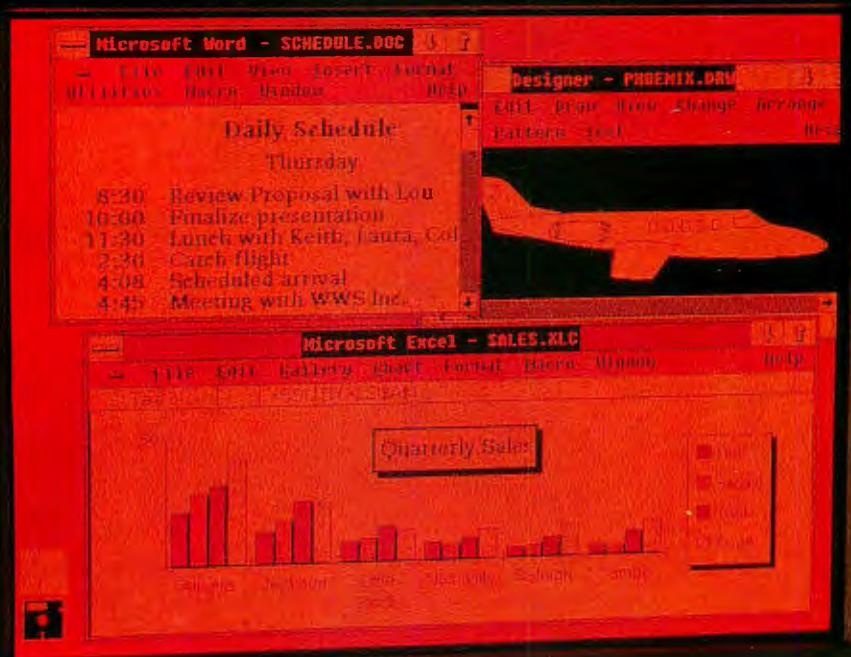 Microsoft Word - SCHEDULE.DOC
File Edit View Insert Format
Utilities Macro Window Help
Daily Schedule
Thursday
8:30 Review Proposal with Lou
10:00 Finalize presentation
11:30 Lunch with Keith, Laura, Col
2:30 Catch flight
4:08 Scheduled arrival
4:45 Meeting with WWS Inc.
Designer - PHOENIX.DRW
Edit Draw View Change Arrange
Pattern Text
Microsoft Excel - SALES.XLC
File Edit Gallery Chart Format Macro Window Help
Quarterly Sales
Jackson Raleigh